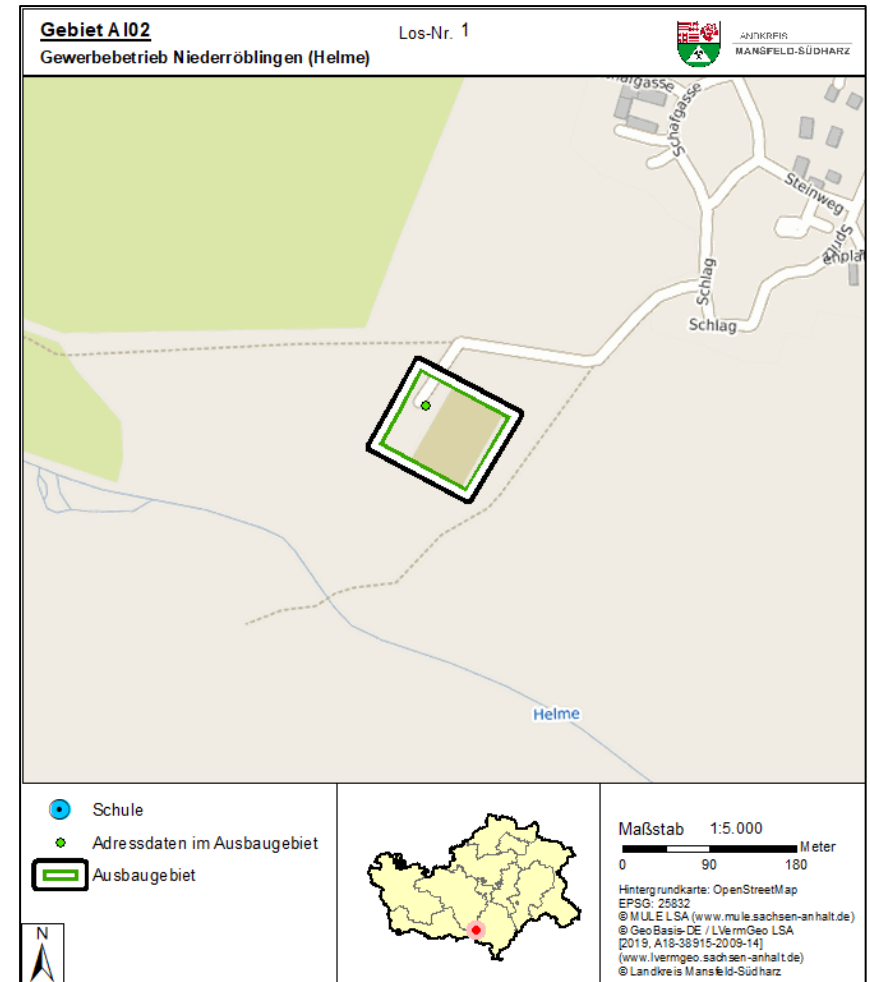 Gebiet AI02
Los-Nr. 1
Gewerbebetrieb Niederröblingen (Helme)
ANDKREIS
MANSFELD-SÜDHARZ
Schafgasse
Steinweg
Schlag
Schlag
Helme
Schule
Adressdaten im Ausbaugebiet
Ausbaugebiet
N
Maßstab 1:5.000
Meter
0 90 180
Hintergrundkarte: OpenStreetMap
EPSG: 25832
© MULE LSA (www.mule.sachsen-anhalt.de)
© GeoBasis-DE / LVermGeo LSA
[2019, A18-38915-2009-14]
(www.lvermgeo.sachsen-anhalt.de)
© Landkreis Mansfeld-Südharz